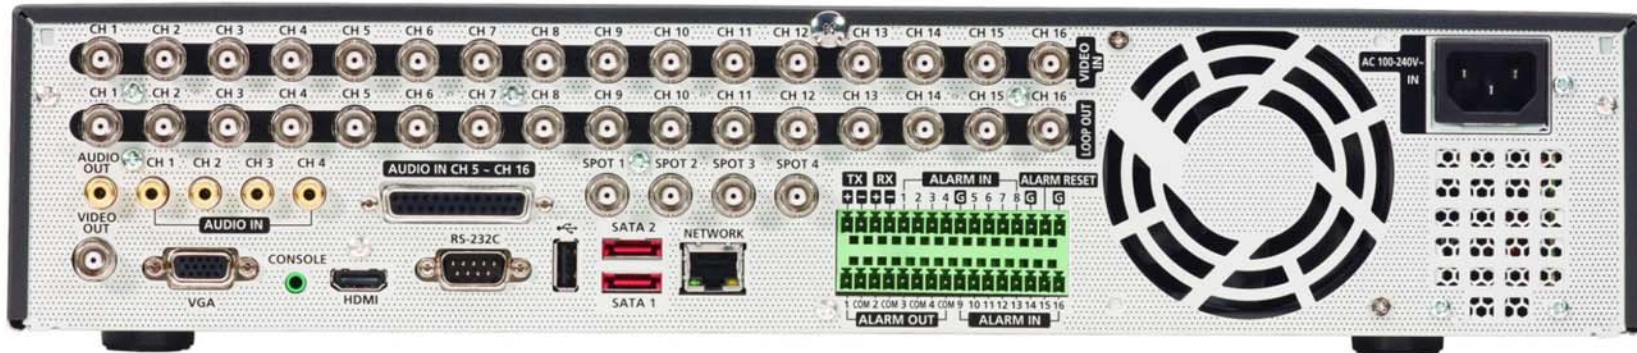 CH 1 CH 2 CH 3 CH 4 CH 5 CH 6 CH 7 CH 8 CH 9 CH 10 CH 11 CH 12 CH 13 CH 14 CH 15 CH 16
VIDEO IN
AC 100-240V~
IN
CH 1 CH 2 CH 3 CH 4 CH 5 CH 6 CH 7 CH 8 CH 9 CH 10 CH 11 CH 12 CH 13 CH 14 CH 15 CH 16
LOOP OUT
AUDIO
OUT
CH 1 CH 2 CH 3 CH 4
AUDIO IN
AUDIO IN CH 5 ~ CH 16
SPOT 1 SPOT 2 SPOT 3 SPOT 4
TX RX ALARM IN ALARM RESET
+ − + − 1 2 3 4 G 5 6 7 8 G G
VIDEO
OUT
VGA
CONSOLE
HDMI
RS-232C
SATA 2
SATA 1
NETWORK
1 COM 2 COM 3 COM 4 COM 9 10 11 12 13 14 15 16
ALARM OUT ALARM IN